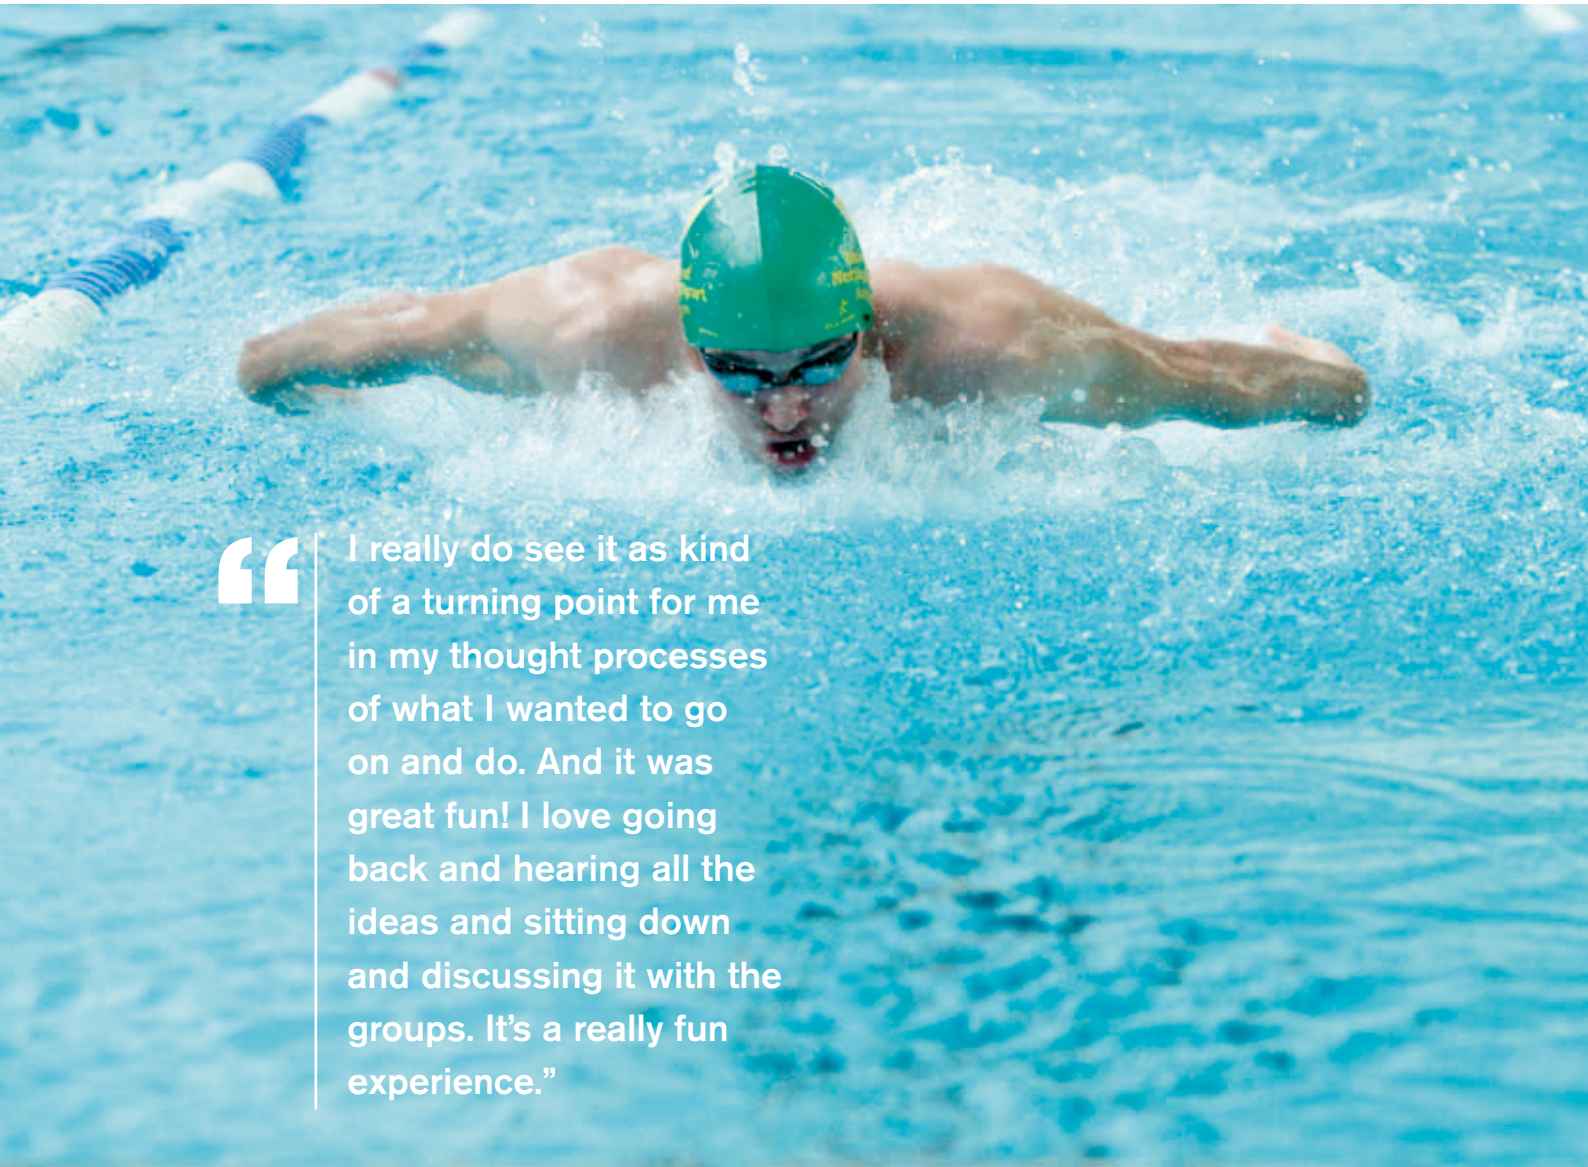 “
I really do see it as kind
of a turning point for me
in my thought processes
of what I wanted to go
on and do. And it was
great fun! I love going
back and hearing all the
ideas and sitting down
and discussing it with the
groups. It’s a really fun
experience.”